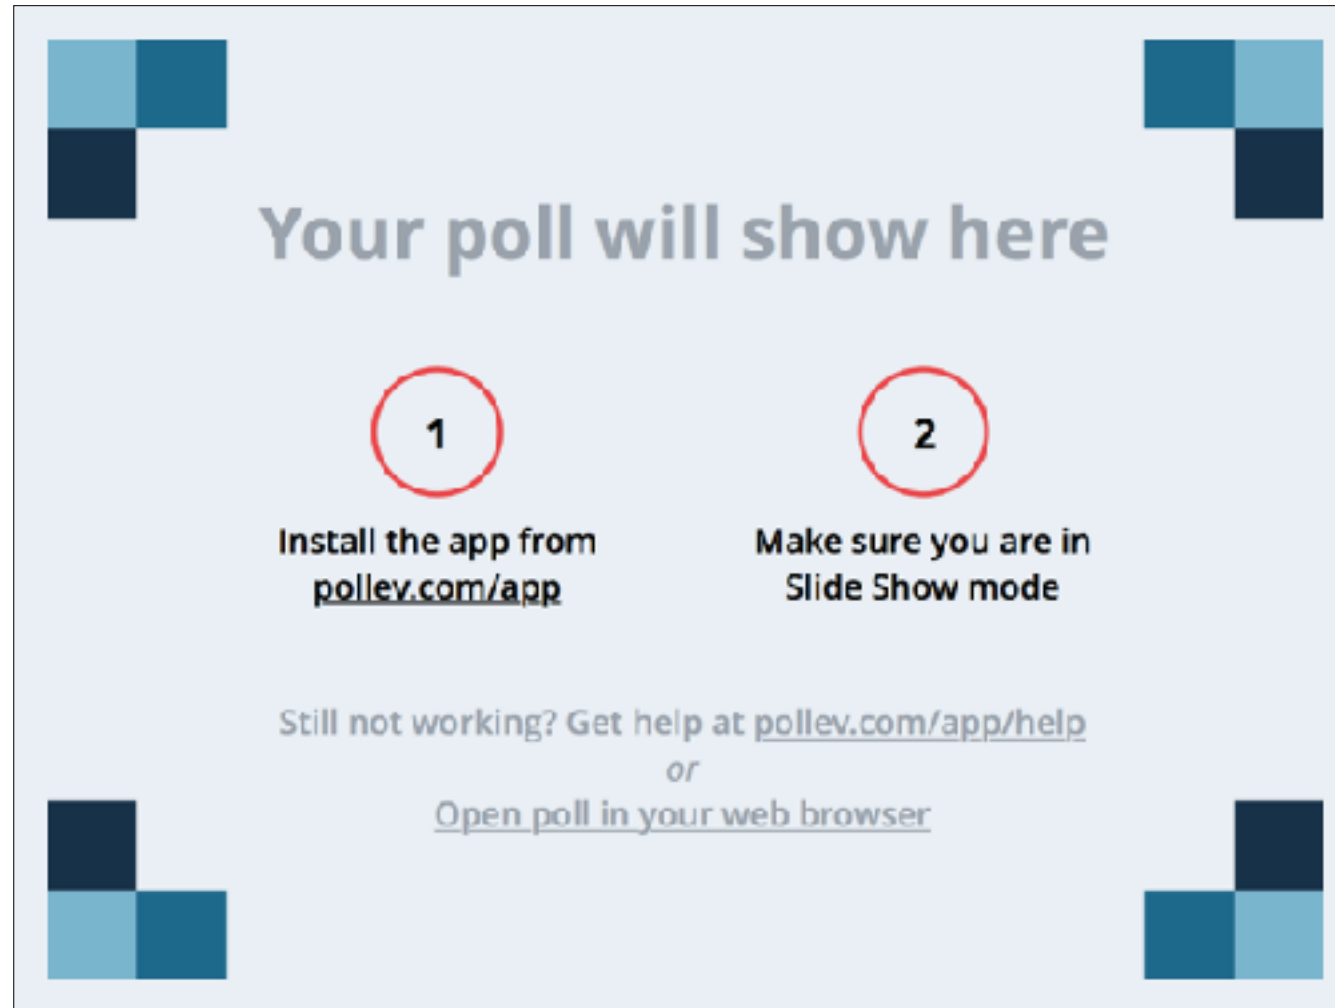 Your poll will show here
1
Install the app from
pollev.com/app
2
Make sure you are in
Slide Show mode
Still not working? Get help at pollev.com/app/help
or
Open poll in your web browser